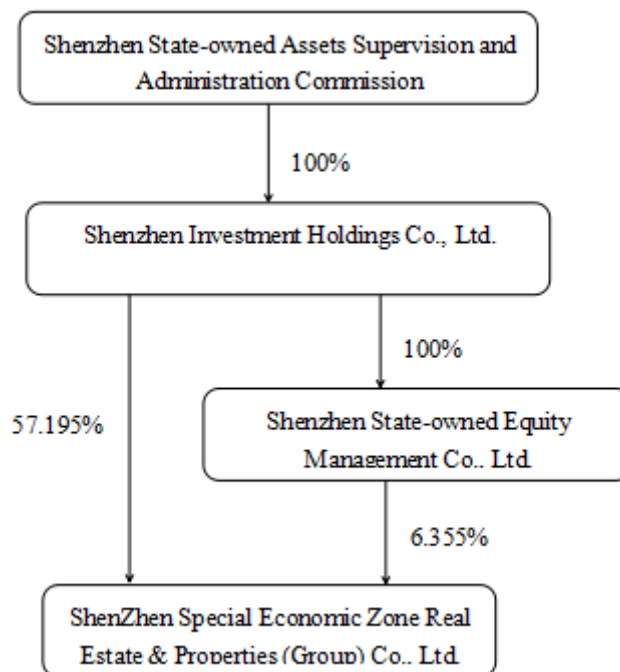 Shenzhen State-owned Assets Supervision and
Administration Commission
100%
Shenzhen Investment Holdings Co., Ltd.
100%
57.195%
Shenzhen State-owned Equity
Management Co., Ltd.
6.355%
ShenZhen Special Economic Zone Real
Estate & Properties (Group) Co., Ltd.